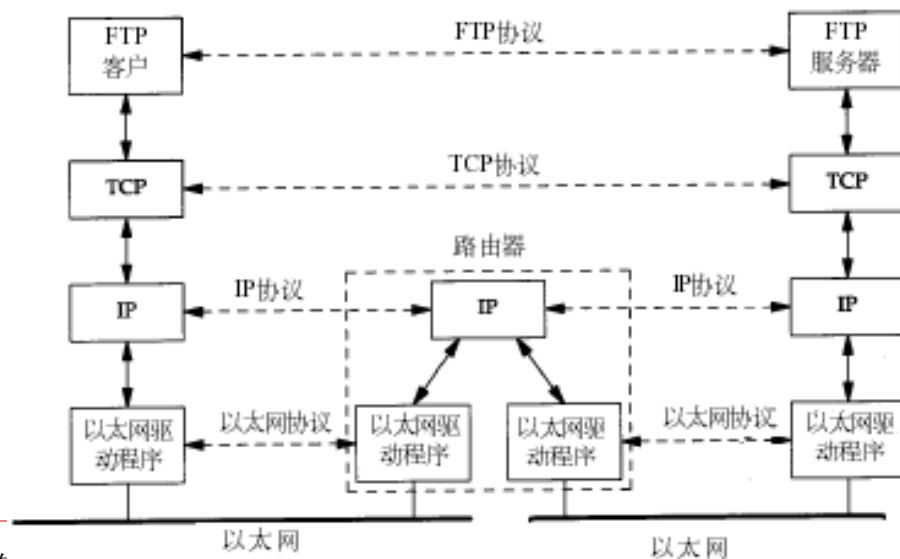 FTP
客户
FTP协议
FTP
服务器
TCP
TCP协议
TCP
路由器
IP
IP协议
IP
IP协议
IP
以太网驱
动程序
以太网协议
以太网驱
动程序
以太网驱
动程序
以太网协议
以太网驱
动程序
以太网
以太网